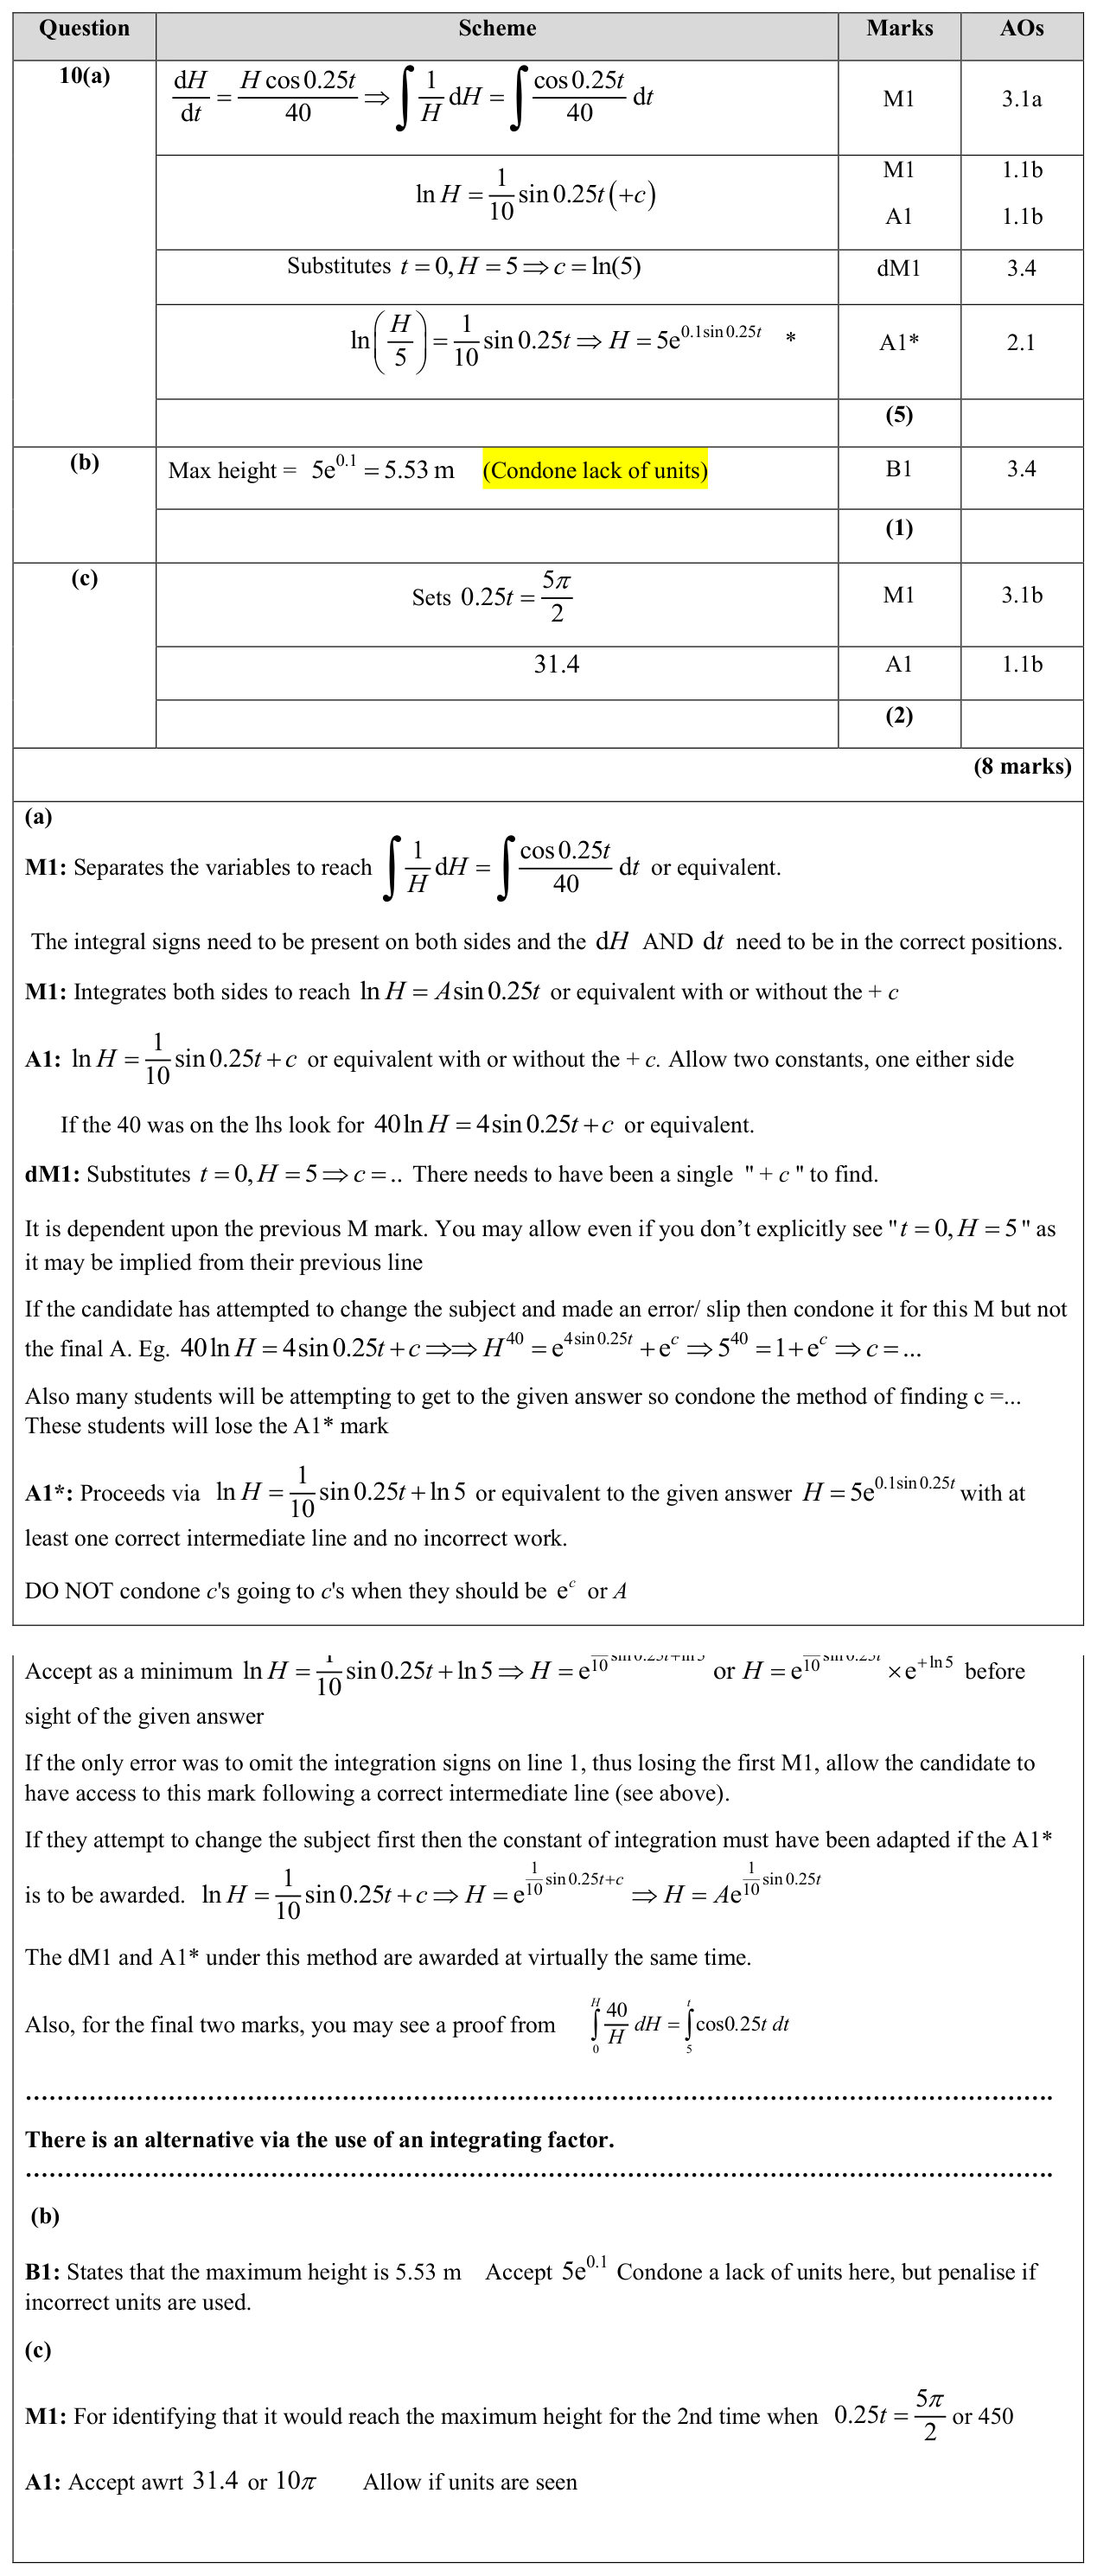 Question Scheme Marks AOs
10(a) dH/dt = H cos 0.25t/40 ⇒ ∫ 1/H dH = ∫ cos 0.25t/40 dt M1 3.1a
ln H = 1/10 sin 0.25t (+c) M1 1.1b
A1 1.1b
Substitutes t = 0, H = 5 ⇒ c = ln(5) dM1 3.4
ln(H/5) = 1/10 sin 0.25t ⇒ H = 5e^{0.1sin 0.25t} * A1* 2.1
(5)
(b) Max height = 5e^{0.1} = 5.53 m (Condone lack of units) B1 3.4
(1)
(c) Sets 0.25t = 5π/2 M1 3.1b
31.4 A1 1.1b
(2)
(8 marks)
(a)
M1: Separates the variables to reach ∫ 1/H dH = ∫ cos 0.25t/40 dt or equivalent.
The integral signs need to be present on both sides and the dH AND dt need to be in the correct positions.
M1: Integrates both sides to reach ln H = A sin 0.25t or equivalent with or without the + c
A1: ln H = 1/10 sin 0.25t + c or equivalent with or without the + c. Allow two constants, one either side
If the 40 was on the lhs look for 40 ln H = 4 sin 0.25t + c or equivalent.
dM1: Substitutes t = 0, H = 5 ⇒ c = .. There needs to have been a single " + c " to find.
It is dependent upon the previous M mark. You may allow even if you don’t explicitly see "t = 0, H = 5" as
it may be implied from their previous line
If the candidate has attempted to change the subject and made an error/ slip then condone it for this M but not
the final A. Eg. 40 ln H = 4 sin 0.25t + c ⇒⇒ H^{40} = e^{4 sin 0.25t} + e^c ⇒ 5^{40} = 1 + e^c ⇒ c = ...
Also many students will be attempting to get to the given answer so condone the method of finding c =...
These students will lose the A1* mark
A1*: Proceeds via ln H = 1/10 sin 0.25t + ln 5 or equivalent to the given answer H = 5e^{0.1sin 0.25t} with at
least one correct intermediate line and no incorrect work.
DO NOT condone c's going to c's when they should be e^c or A
Accept as a minimum ln H = 1/10 sin 0.25t + ln 5 ⇒ H = e^{1/10 sin 0.25t + ln 5} or H = e^{1/10 sin 0.25t} × e^{+ ln 5} before
sight of the given answer
If the only error was to omit the integration signs on line 1, thus losing the first M1, allow the candidate to
have access to this mark following a correct intermediate line (see above).
If they attempt to change the subject first then the constant of integration must have been adapted if the A1*
is to be awarded. ln H = 1/10 sin 0.25t + c ⇒ H = e^{1/10 sin 0.25t + c} ⇒ H = Ae^{1/10 sin 0.25t}
The dM1 and A1* under this method are awarded at virtually the same time.
Also, for the final two marks, you may see a proof from ∫_0^H 40/H dH = ∫_5^t cos0.25t dt
There is an alternative via the use of an integrating factor.
(b)
B1: States that the maximum height is 5.53 m Accept 5e^{0.1} Condone a lack of units here, but penalise if
incorrect units are used.
(c)
M1: For identifying that it would reach the maximum height for the 2nd time when 0.25t = 5π/2 or 450
A1: Accept awrt 31.4 or 10π Allow if units are seen